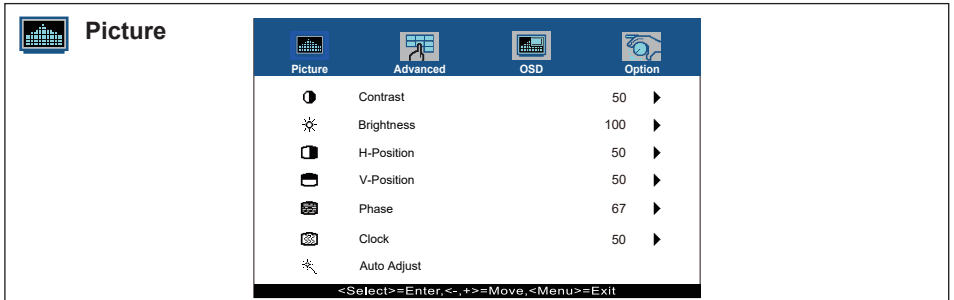 Picture
Picture Advanced OSD Option
Contrast 50
Brightness 100
H-Position 50
V-Position 50
Phase 67
Clock 50
Auto Adjust
<Select>=Enter,<-,+>=Move,<Menu>=Exit